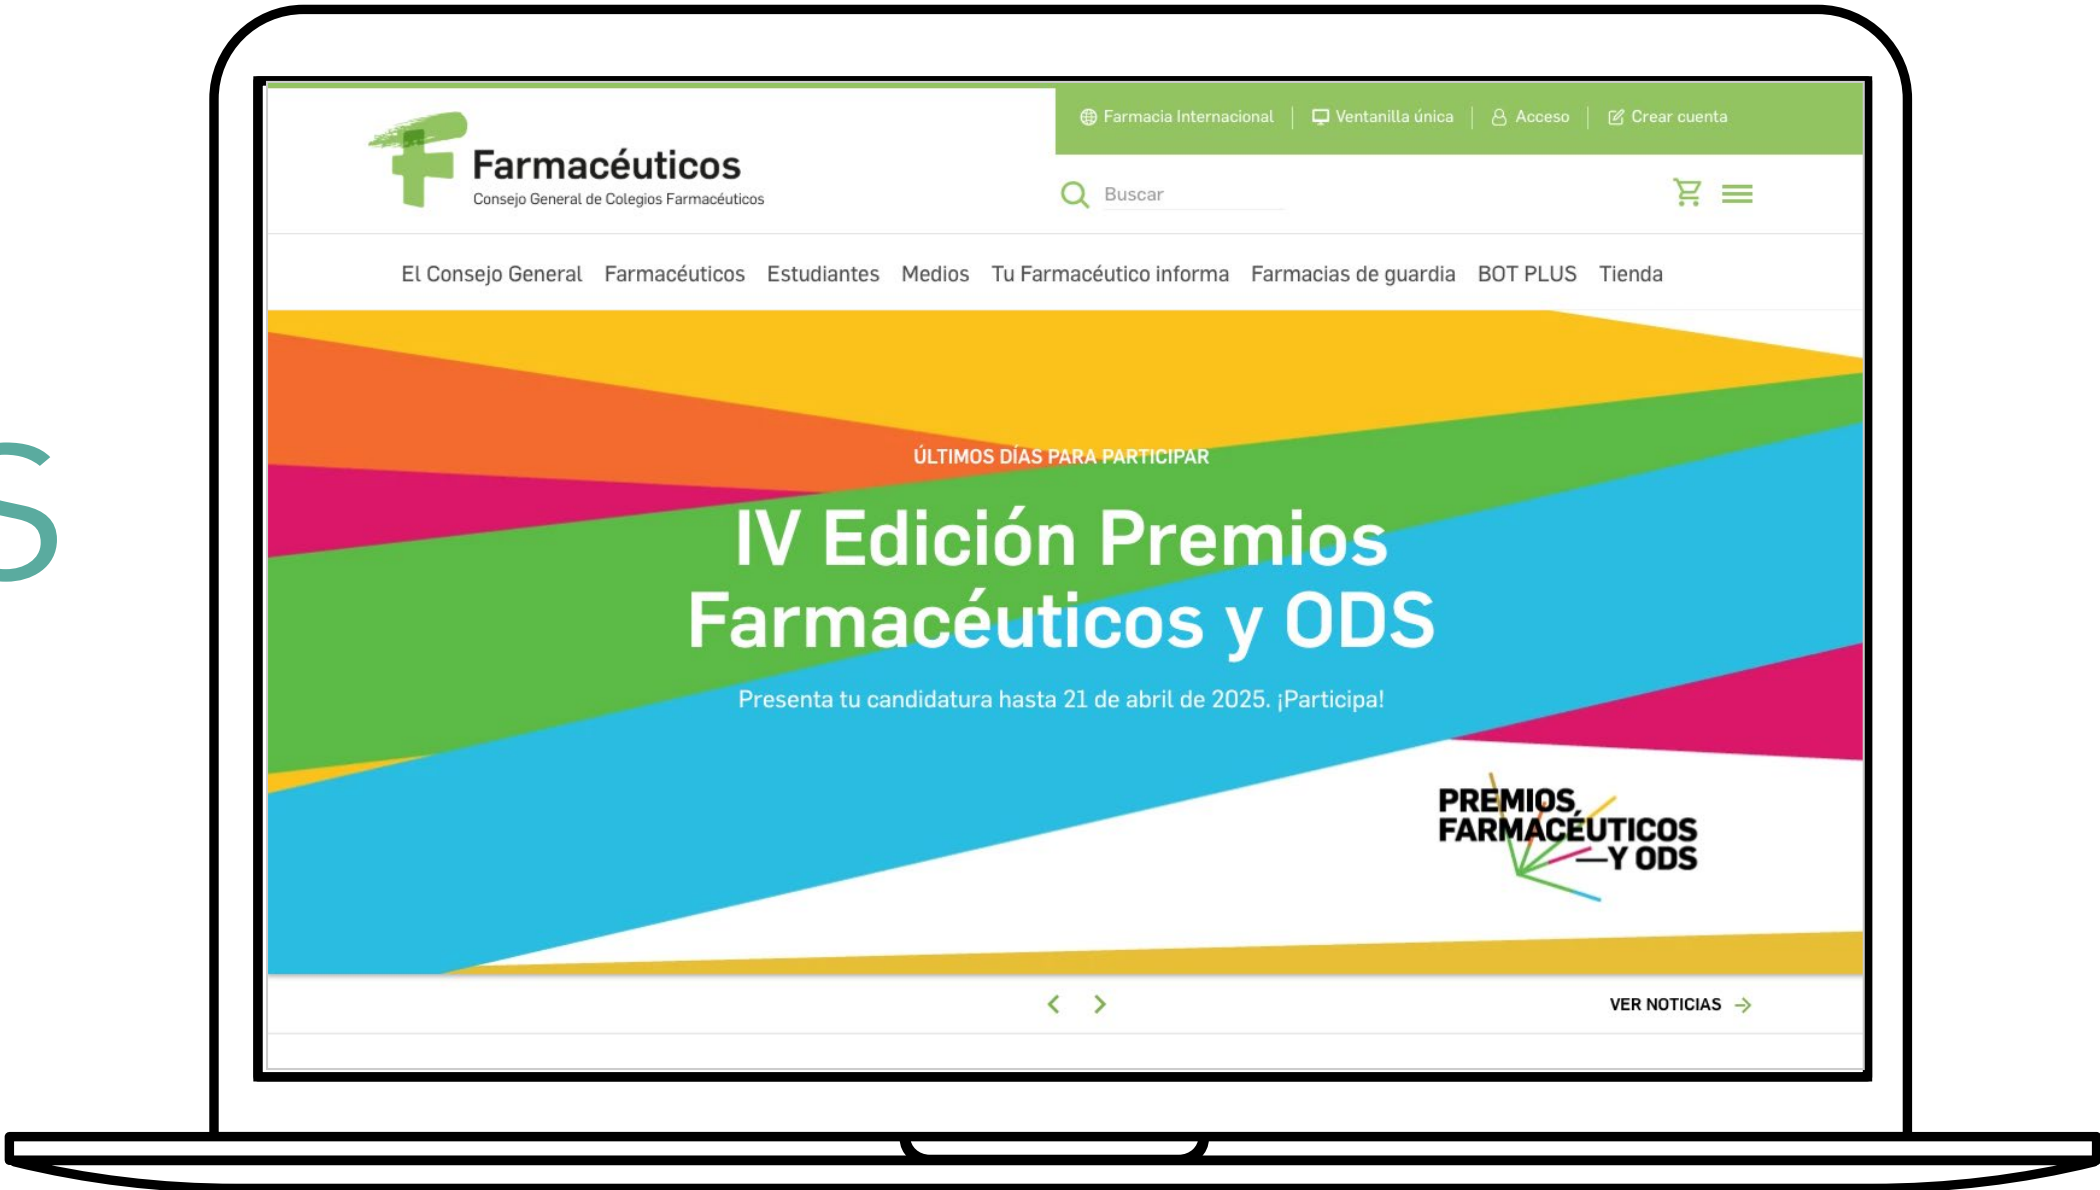 S
Farmacéuticos
Consejo General de Colegios Farmacéuticos
Farmacia Internacional
Ventanilla única
Acceso
Crear cuenta
Buscar
El Consejo General Farmacéuticos Estudiantes Medios Tu Farmacéutico informa Farmacias de guardia BOT PLUS Tienda
ÚLTIMOS DÍAS PARA PARTICIPAR
IV Edición Premios
Farmacéuticos y ODS
Presenta tu candidatura hasta 21 de abril de 2025. ¡Participa!
PREMIOS
FARMACÉUTICOS
—Y ODS
VER NOTICIAS